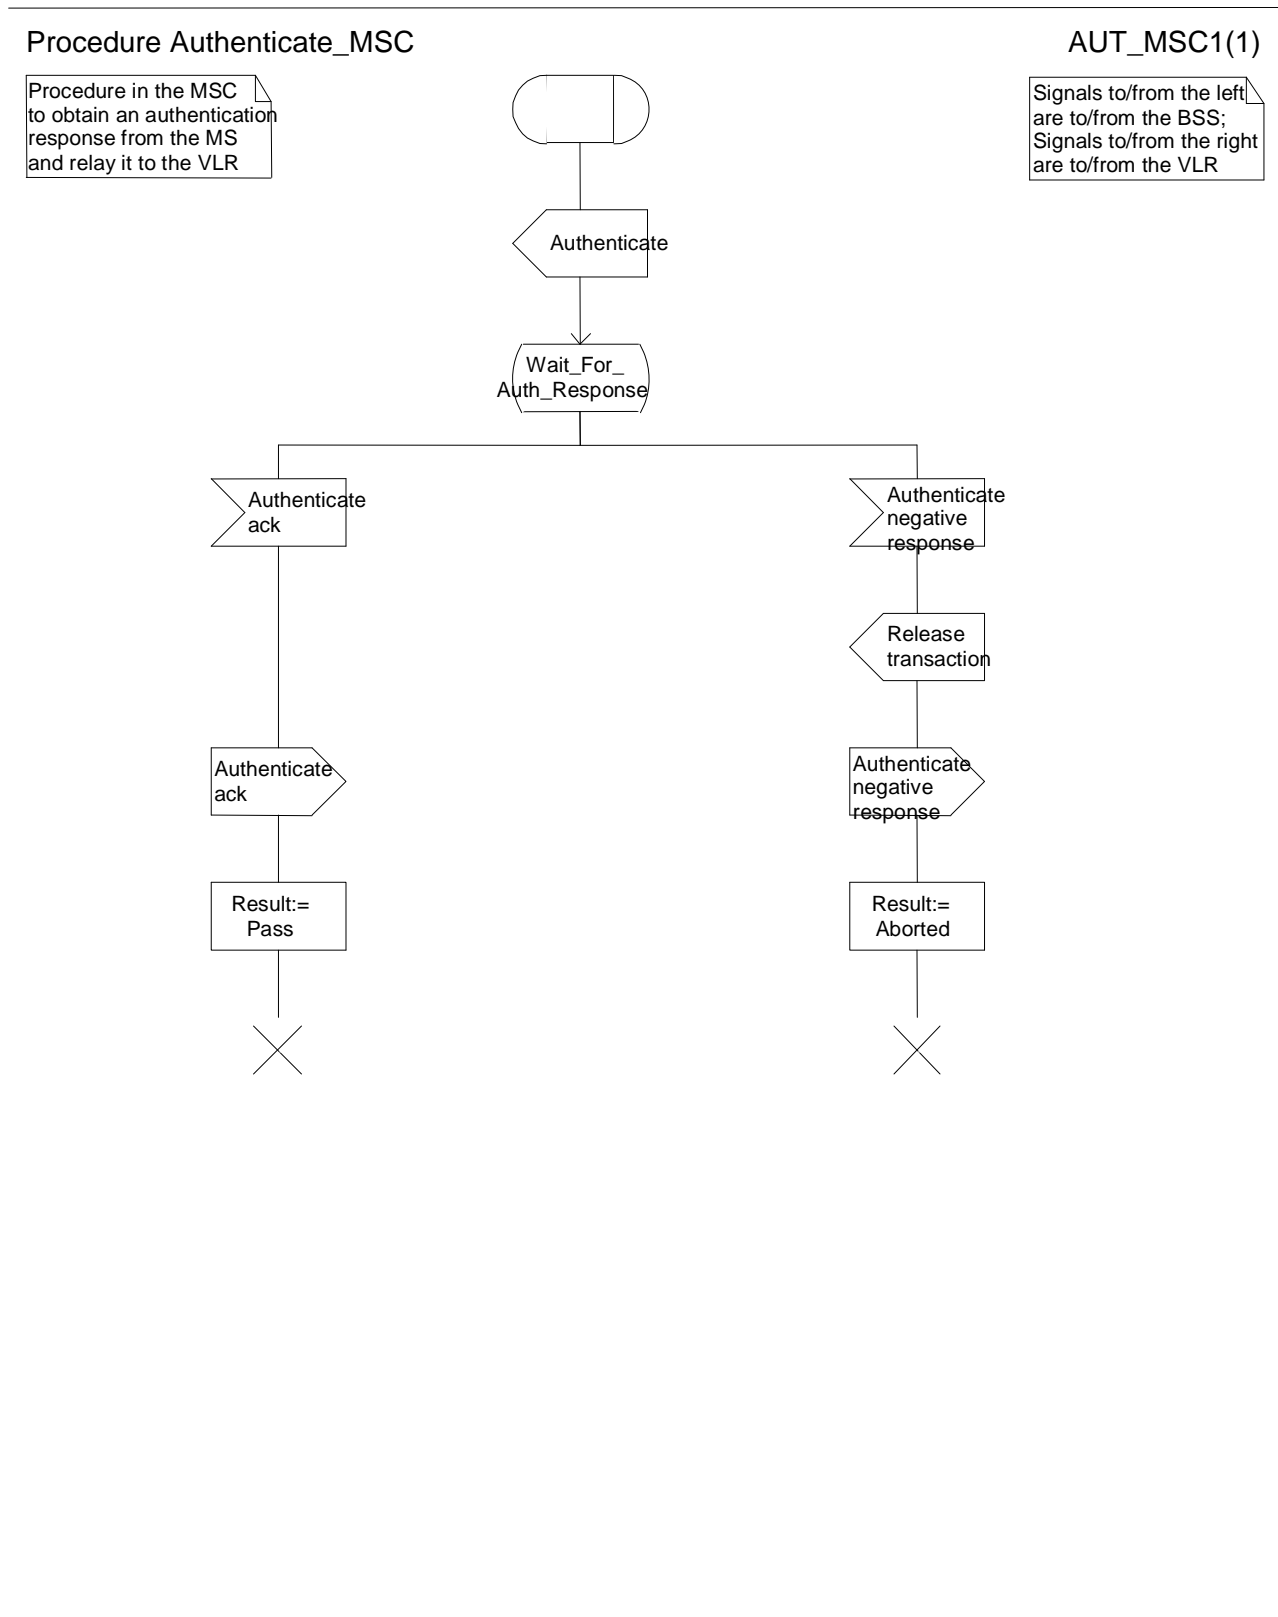 Procedure Authenticate_MSC
AUT_MSC1(1)
Procedure in the MSC
to obtain an authentication
response from the MS
and relay it to the VLR
Signals to/from the left
are to/from the BSS;
Signals to/from the right
are to/from the VLR
Authenticate
Wait_For_
Auth_Response
Authenticate
ack
Authenticate
negative
response
Release
transaction
Authenticate
ack
Authenticate
negative
response
Result:=
Pass
Result:=
Aborted